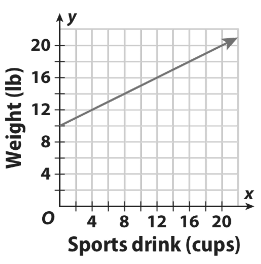 y
20
16
12
8
4
O
4 8 12 16 20
x
Weight (lb)
Sports drink (cups)